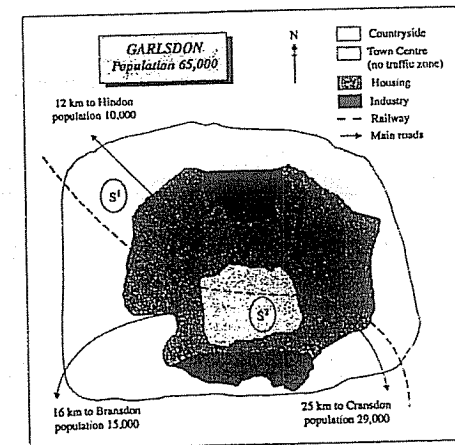 GARLSDON
Population 65,000
N
Countryside
Town Centre
(no traffic zone)
Housing
Industry
Railway
Main roads
12 km to Hindon
population 10,000
S¹
S²
16 km to Bransdon
population 15,000
25 km to Cransdon
population 29,000